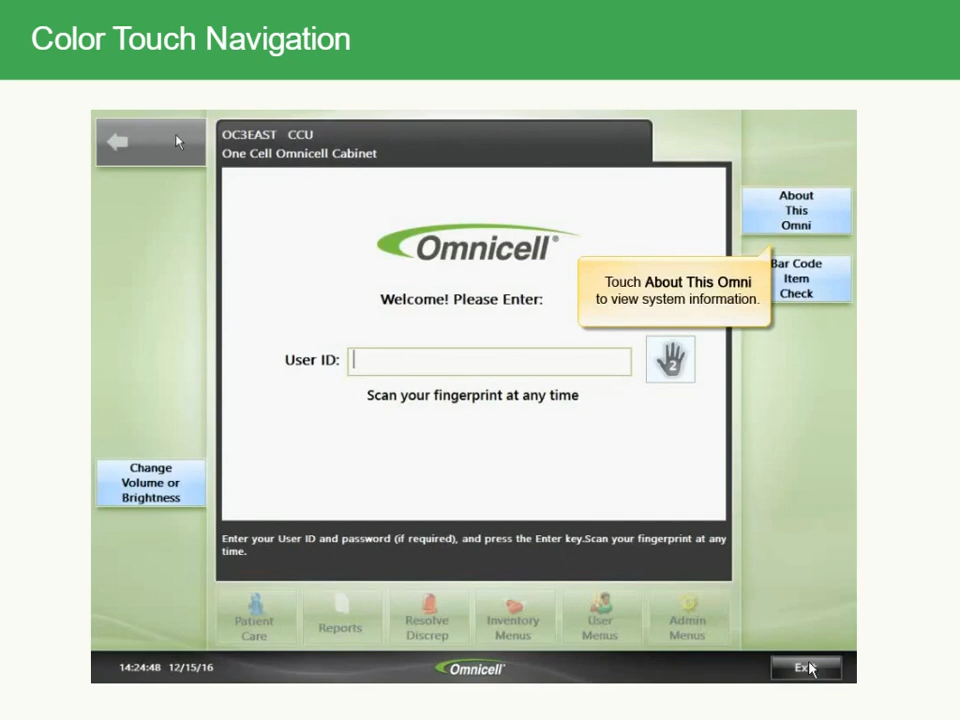 Color Touch Navigation
OC3EAST CCU
One Cell Omnicell Cabinet
About
This
Omni
Omnicell®
Bar Code
Item
Check
Touch About This Omni
to view system information.
Welcome! Please Enter:
User ID:
2
Scan your fingerprint at any time
Change
Volume or
Brightness
Enter your User ID and password (if required), and press the Enter key.Scan your fingerprint at any
time.
Patient
Care
Reports
Resolve
Discrep
Inventory
Menus
User
Menus
Admin
Menus
14:24:48 12/15/16
Omnicell